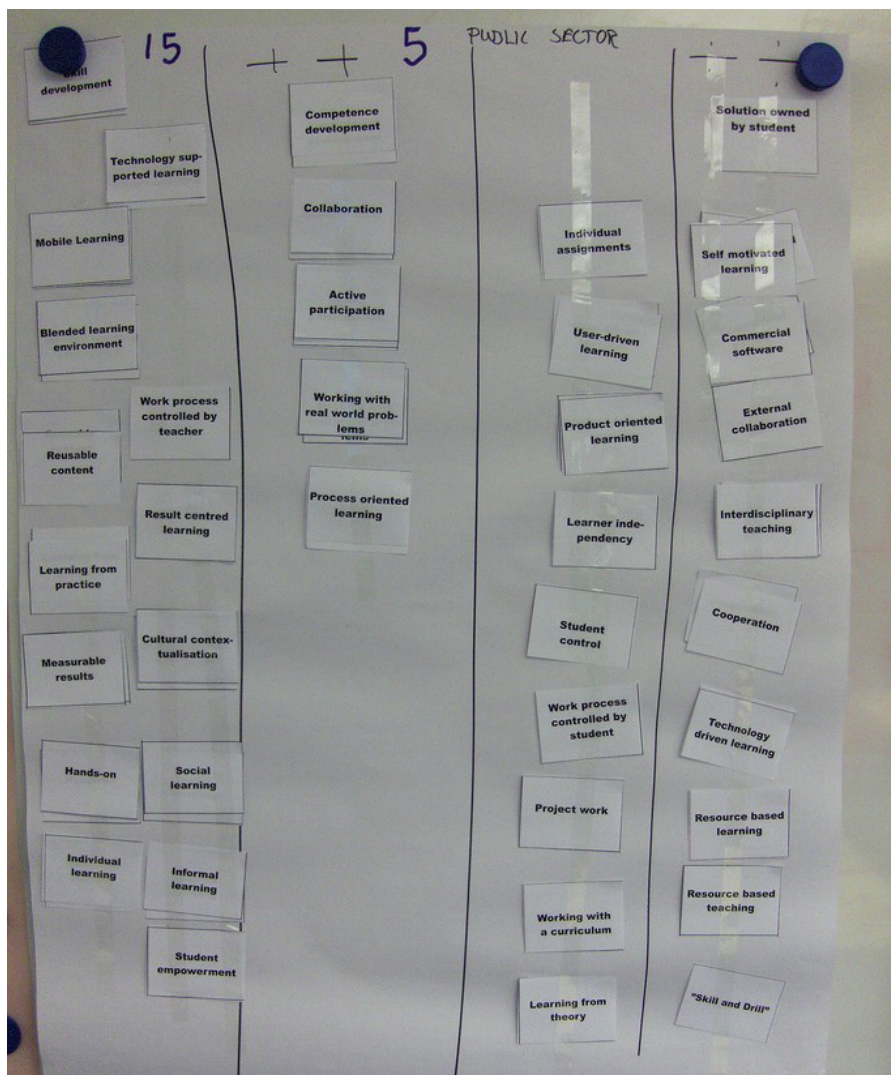 15
+ + 5
PUBLIC SECTOR
- -
Skill
development
Technology sup-
ported learning
Mobile Learning
Blended learning
environment
Work process
controlled by
teacher
Reusable
content
Result centred
learning
Learning from
practice
Cultural contex-
tualisation
Measurable
results
Hands-on
Social
learning
Individual
learning
Informal
learning
Student
empowerment
Competence
development
Collaboration
Active
participation
Working with
real world prob-
lems
Process oriented
learning
Individual
assignments
User-driven
learning
Product oriented
learning
Learner inde-
pendency
Student
control
Work process
controlled by
student
Project work
Working with
a curriculum
Learning from
theory
Solution owned
by student
Self motivated
learning
Commercial
software
External
collaboration
Interdisciplinary
teaching
Cooperation
Technology
driven learning
Resource based
learning
Resource based
teaching
"Skill and Drill"